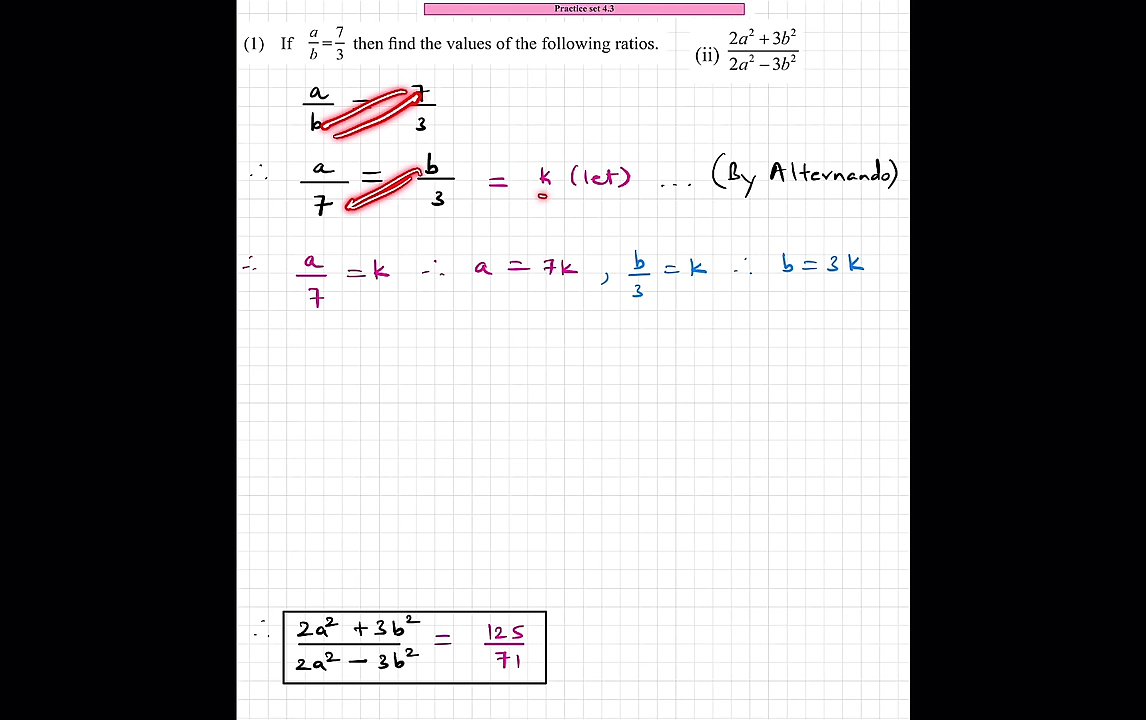 Practice set 4.3
(1) If a/b = 7/3 then find the values of the following ratios. (ii) 2a² + 3b² / 2a² − 3b²
a/b = 7/3
∴ a/7 = b/3 = k (let) ... (By Alternando)
∴ a/7 = k ∴ a = 7k , b/3 = k ∴ b = 3k
∴ 2a² + 3b² / 2a² − 3b² = 125/71